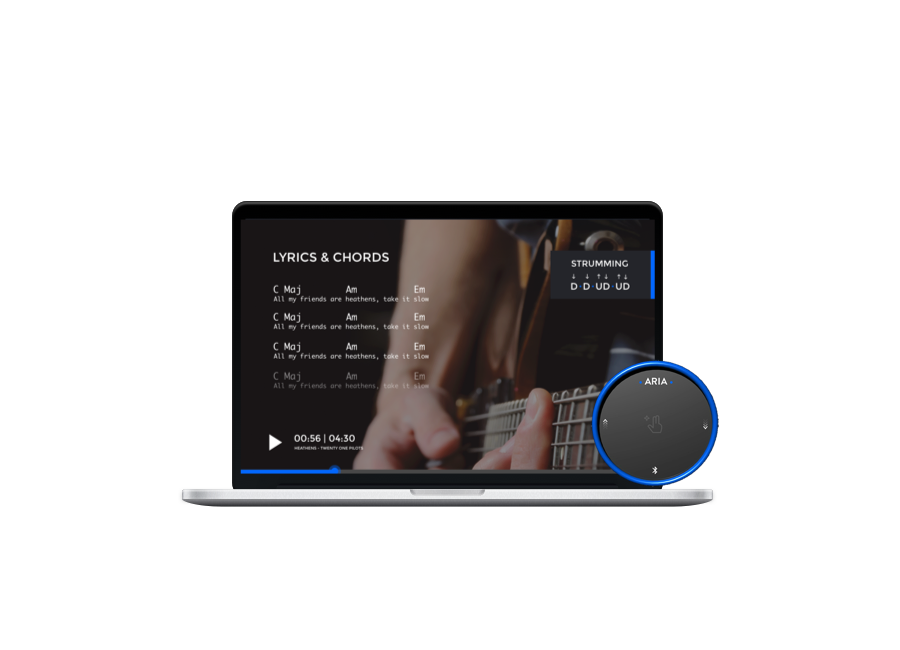 LYRICS & CHORDS
C Maj Am Em
All my friends are heathens, take it slow
C Maj Am Em
All my friends are heathens, take it slow
C Maj Am Em
All my friends are heathens, take it slow
C Maj Am Em
All my friends are heathens, take it slow
00:56 | 04:30
HEATHENS - TWENTY ONE PILOTS
STRUMMING
↓ ↓ ↑↓ ↑↓
D·D·UD·UD
ARIA